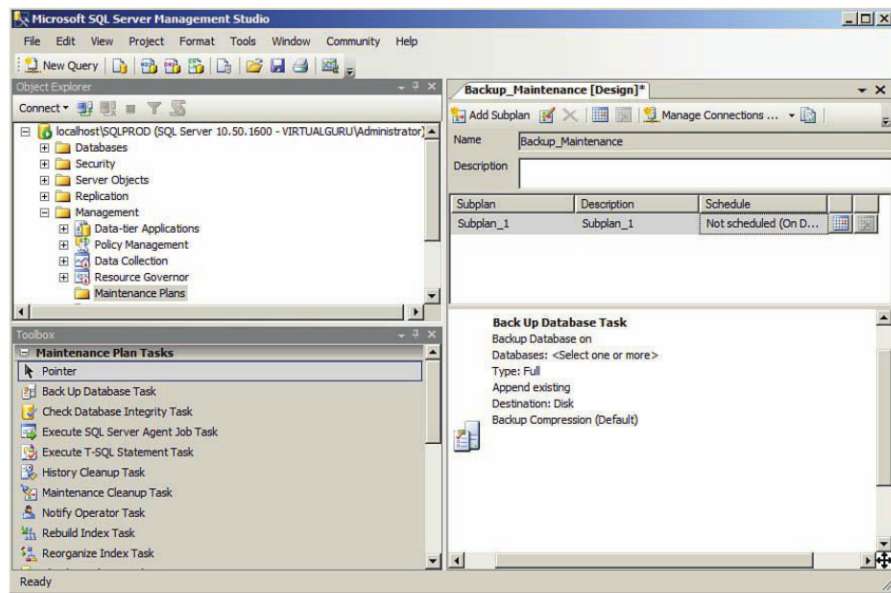 Microsoft SQL Server Management Studio
File Edit View Project Format Tools Window Community Help
New Query
Object Explorer
Connect
localhost\SQLPROD (SQL Server 10.50.1600 - VIRTUALGURU\Administrator)
Databases
Security
Server Objects
Replication
Management
Data-tier Applications
Policy Management
Data Collection
Resource Governor
Maintenance Plans
Toolbox
Maintenance Plan Tasks
Pointer
Back Up Database Task
Check Database Integrity Task
Execute SQL Server Agent Job Task
Execute T-SQL Statement Task
History Cleanup Task
Maintenance Cleanup Task
Notify Operator Task
Rebuild Index Task
Reorganize Index Task
Backup_Maintenance [Design]*
Add Subplan Manage Connections ...
Name Backup_Maintenance
Description
Subplan Description Schedule
Subplan_1 Subplan_1 Not scheduled (On D...
Back Up Database Task
Backup Database on
Databases: <Select one or more>
Type: Full
Append existing
Destination: Disk
Backup Compression (Default)
Ready